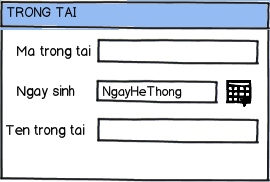 TRONG TAI
Ma trong tai
Ngay sinh NgayHeThong
Ten trong tai